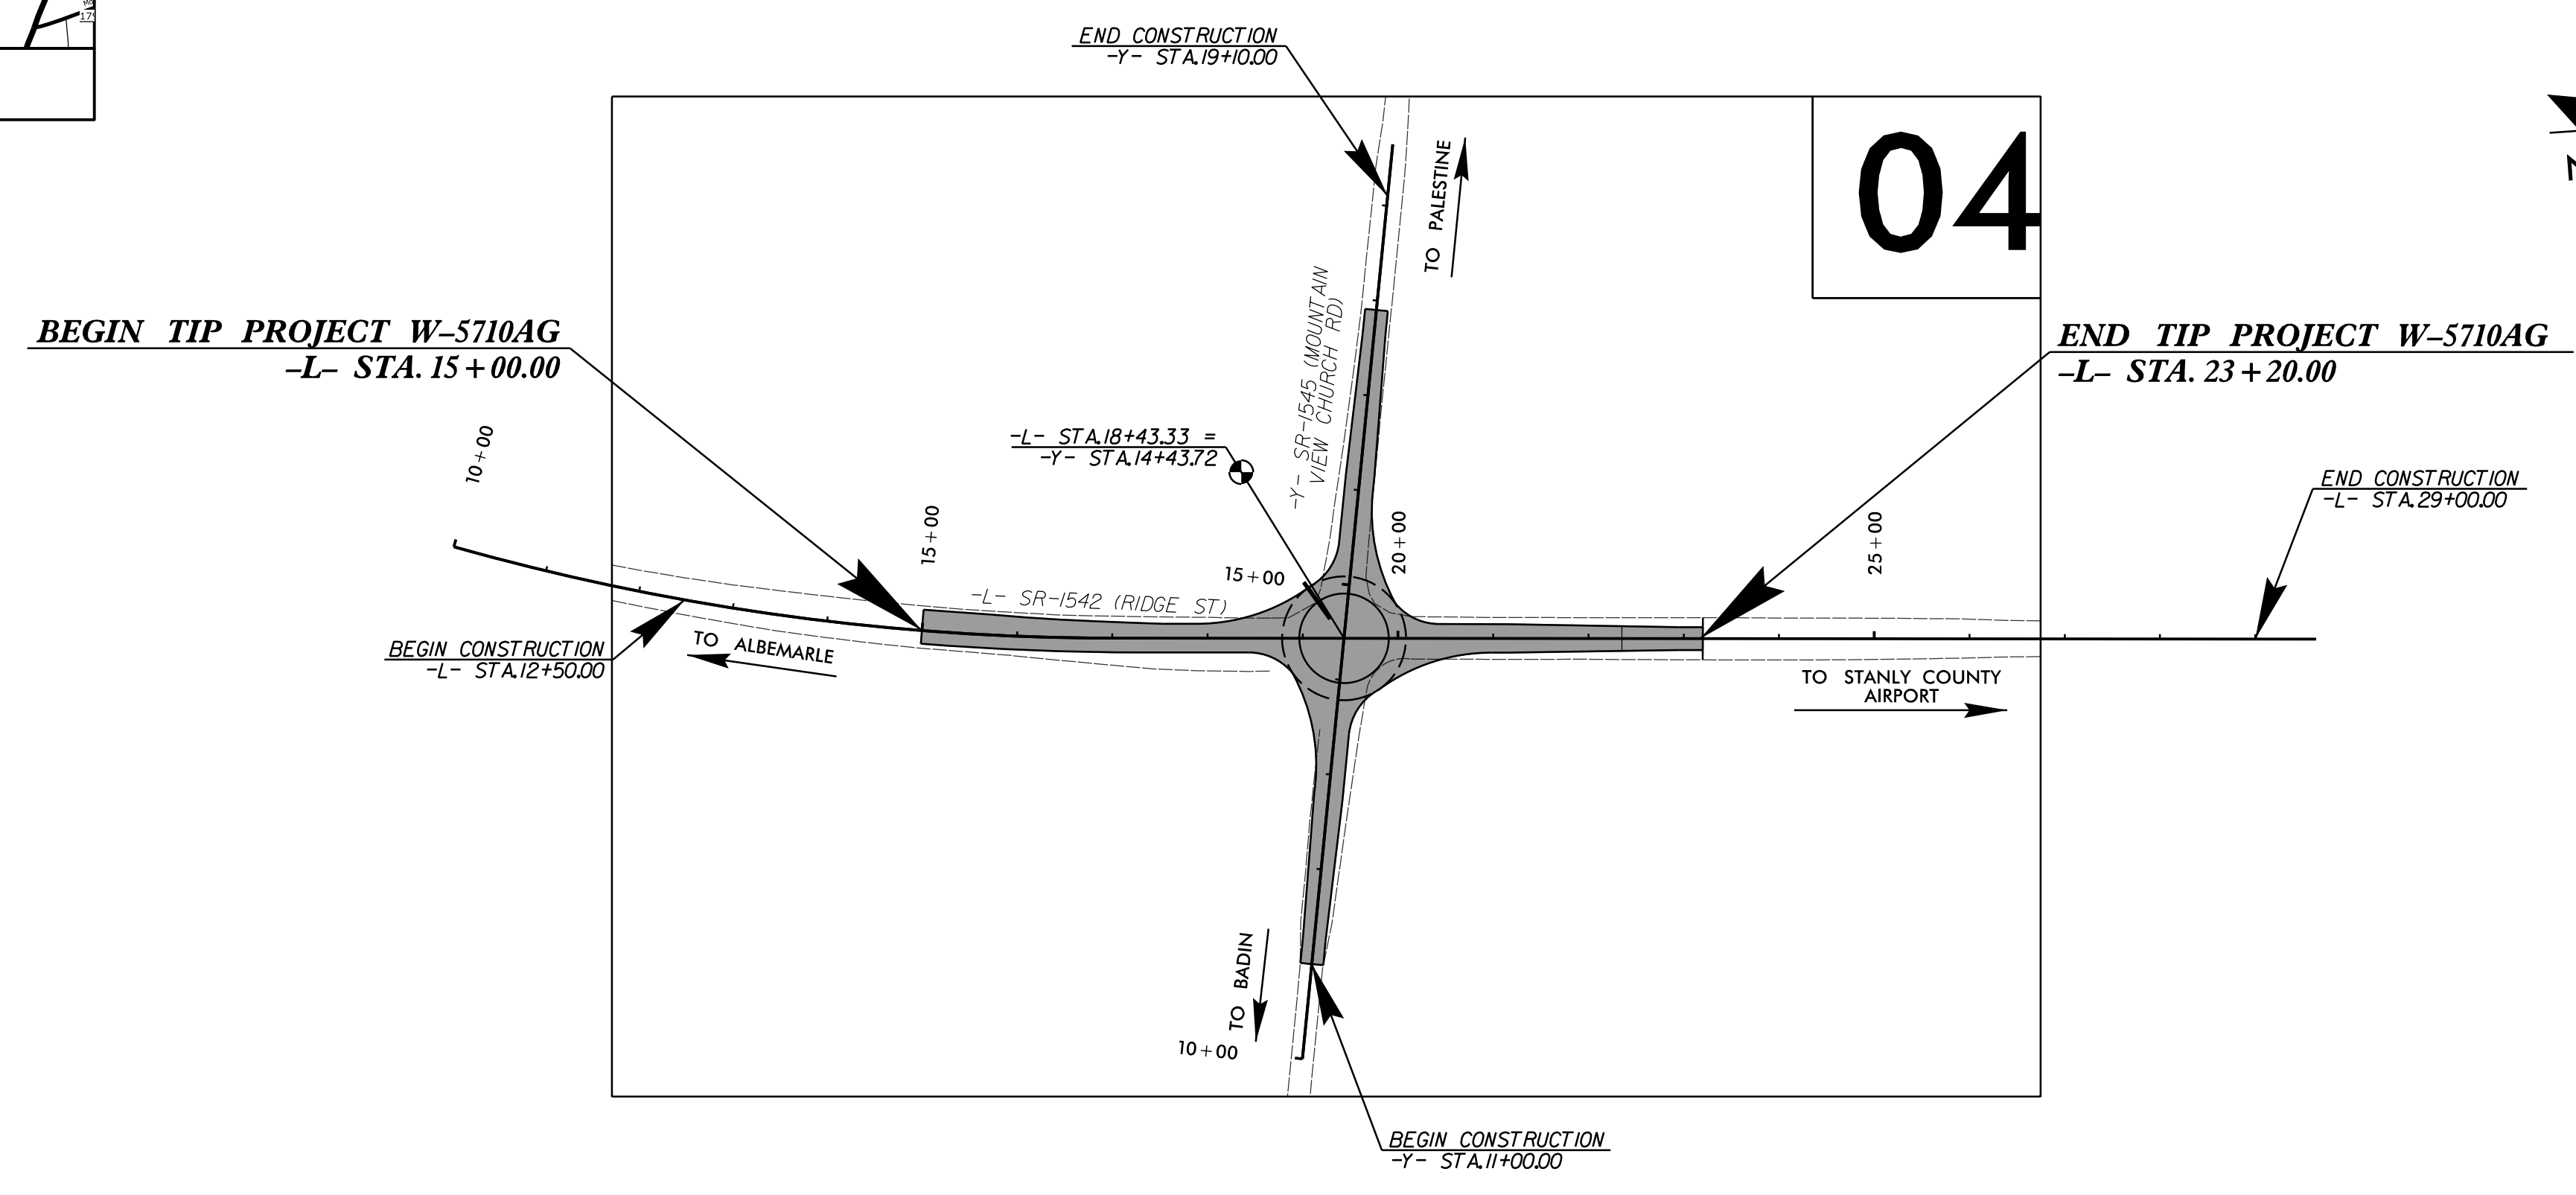 END CONSTRUCTION
-Y- STA.19+10.00
04
TO PALESTINE
BEGIN TIP PROJECT W-5710AG
-L- STA. 15+00.00
END TIP PROJECT W-5710AG
-L- STA. 23+20.00
-Y- SR-1545 (MOUNTAIN
VIEW CHURCH RD)
-L- STA.18+43.33 =
-Y- STA.14+43.72
10+00
15+00
20+00
25+00
END CONSTRUCTION
-L- STA.29+00.00
15+00
-L- SR-1542 (RIDGE ST)
BEGIN CONSTRUCTION
-L- STA.12+50.00
TO ALBEMARLE
TO STANLY COUNTY
AIRPORT
TO BADIN
10+00
BEGIN CONSTRUCTION
-Y- STA.11+00.00